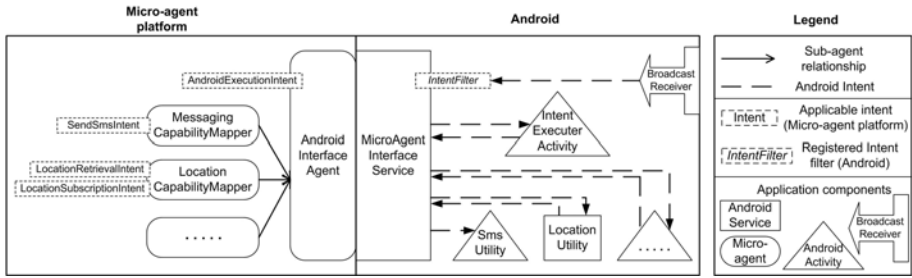 Micro-agent
platform
Android
Legend
AndroidExecutionIntent
SendSmsIntent
Messaging
CapabilityMapper
LocationRetrievalIntent
LocationSubscriptionIntent
Location
CapabilityMapper
.....
Android
Interface
Agent
MicroAgent
Interface
Service
IntentFilter
Broadcast
Receiver
Intent
Executer
Activity
Sms
Utility
Location
Utility
.....
Sub-agent
relationship
Android Intent
Intent
Applicable intent
(Micro-agent platform)
IntentFilter
Registered Intent
filter (Android)
Application components
Android
Service
Micro-
agent
Android
Activity
Broadcast
Receiver